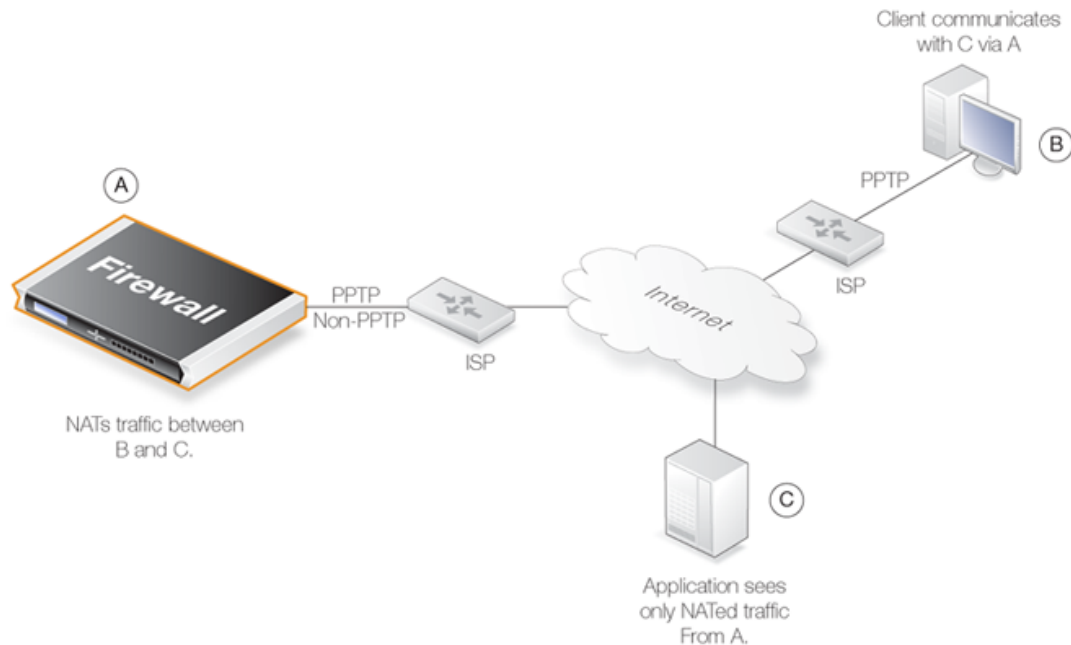 Client communicates
with C via A
B
PPTP
A
Firewall
ISP
Internet
PPTP
Non-PPTP
ISP
NATs traffic between
B and C.
C
Application sees
only NATed traffic
From A.